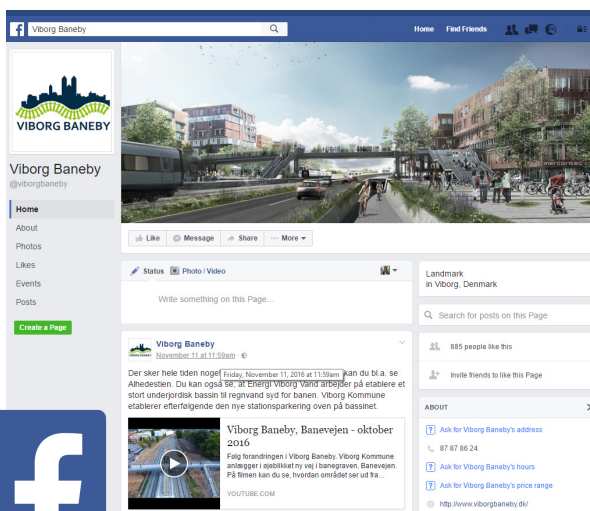 Viborg Baneby
Home Find Friends
VIBORG BANEBY
mercantec
Viborg Baneby
@viborgbaneby
Home
About
Photos
Likes
Events
Posts
Create a Page
Like Message Share More
Status Photo / Video
Write something on this Page...
Viborg Baneby
November 11 at 11:59am
Friday, November 11, 2016 at 11:59am
Der sker hele tiden noget kan du bl.a. se
Alhedestien. Du kan også se, at Energi Viborg Vand arbejder på etablere et
stort underjordisk bassin til regnvand syd for banen. Viborg Kommune
etablerer efterfølgende den nye stationsparkering oven på bassinet.
Viborg Baneby, Banevejen - oktober
2016
Følg forandringen i Viborg Baneby. Viborg Kommune
anlægger i øjeblikket ny vej i banegraven, Banevejen.
På filmen kan du se, hvordan området ser ud fra...
YOUTUBE.COM
Landmark
in Viborg, Denmark
Search for posts on this Page
885 people like this
Invite friends to like this Page
ABOUT
Ask for Viborg Baneby's address
87 87 86 24
Ask for Viborg Baneby's hours
Ask for Viborg Baneby's price range
http://www.viborgbaneby.dk/